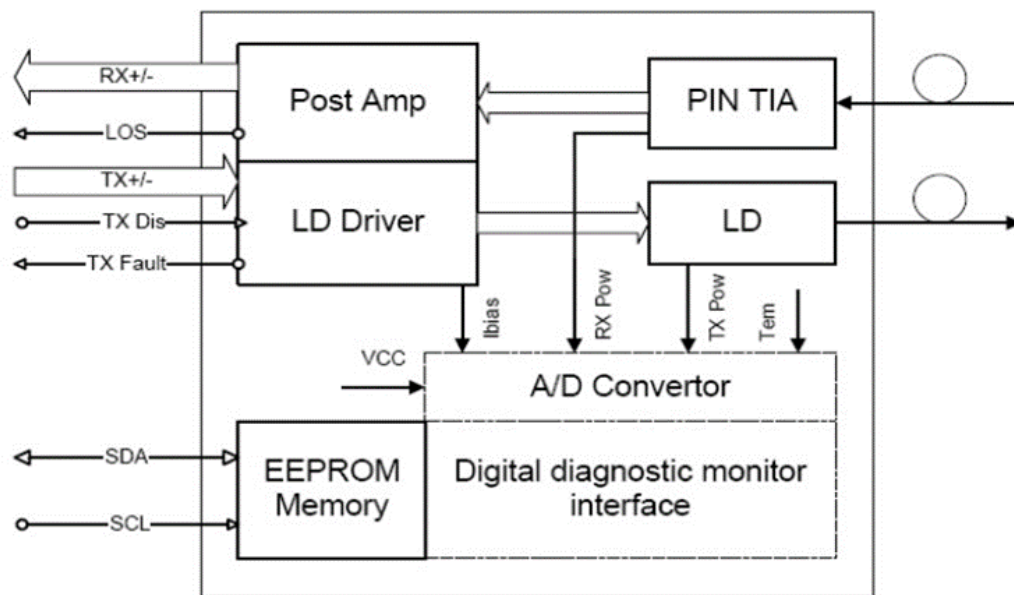 RX+/-
Post Amp
PIN TIA
LOS
TX+/-
TX Dis
LD Driver
LD
TX Fault
Ibias
RX Pow
TX Pow
Tem
VCC
A/D Convertor
SDA
EEPROM
Memory
Digital diagnostic monitor
interface
SCL